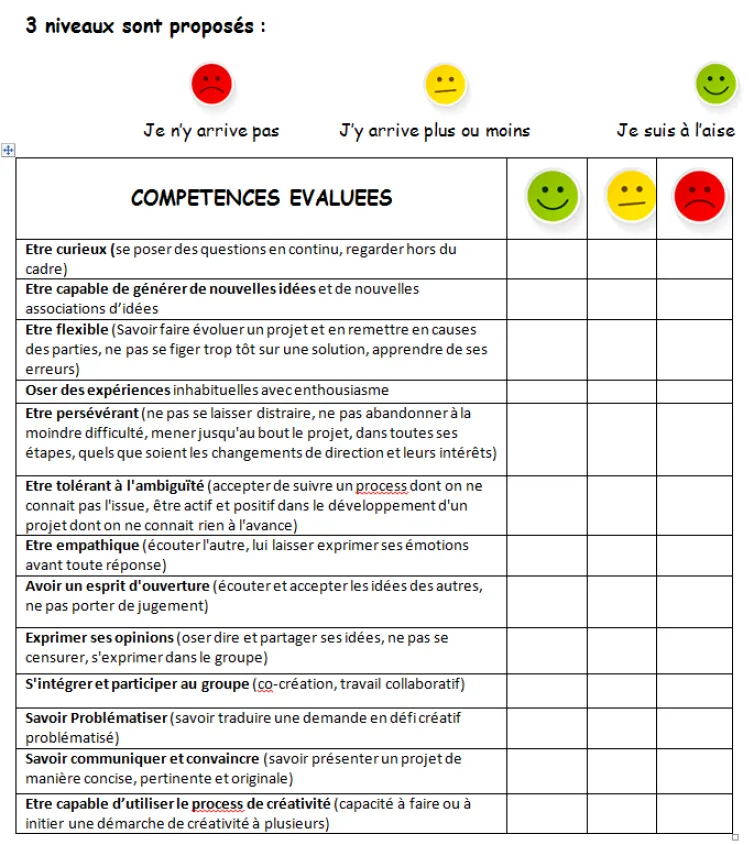 3 niveaux sont proposés :
Je n'y arrive pas J'y arrive plus ou moins Je suis à l'aise
COMPETENCES EVALUEES
Etre curieux (se poser des questions en continu, regarder hors du
cadre)
Etre capable de générer de nouvelles idées et de nouvelles
associations d'idées
Etre flexible (Savoir faire évoluer un projet et en remettre en causes
des parties, ne pas se figer trop tôt sur une solution, apprendre de ses
erreurs)
Oser des expériences inhabituelles avec enthousiasme
Etre persévérant (ne pas se laisser distraire, ne pas abandonner à la
moindre difficulté, mener jusqu'au bout le projet, dans toutes ses
étapes, quels que soient les changements de direction et leurs intérêts)
Etre tolérant à l'ambiguïté (accepter de suivre un process dont on ne
connait pas l'issue, être actif et positif dans le développement d'un
projet dont on ne connait rien à l'avance)
Etre empathique (écouter l'autre, lui laisser exprimer ses émotions
avant toute réponse)
Avoir un esprit d'ouverture (écouter et accepter les idées des autres,
ne pas porter de jugement)
Exprimer ses opinions (oser dire et partager ses idées, ne pas se
censurer, s'exprimer dans le groupe)
S'intégrer et participer au groupe (co-création, travail collaboratif)
Savoir Problématiser (savoir traduire une demande en défi créatif
problématisé)
Savoir communiquer et convaincre (savoir présenter un projet de
manière concise, pertinente et originale)
Etre capable d'utiliser le process de créativité (capacité à faire ou à
initier une démarche de créativité à plusieurs)